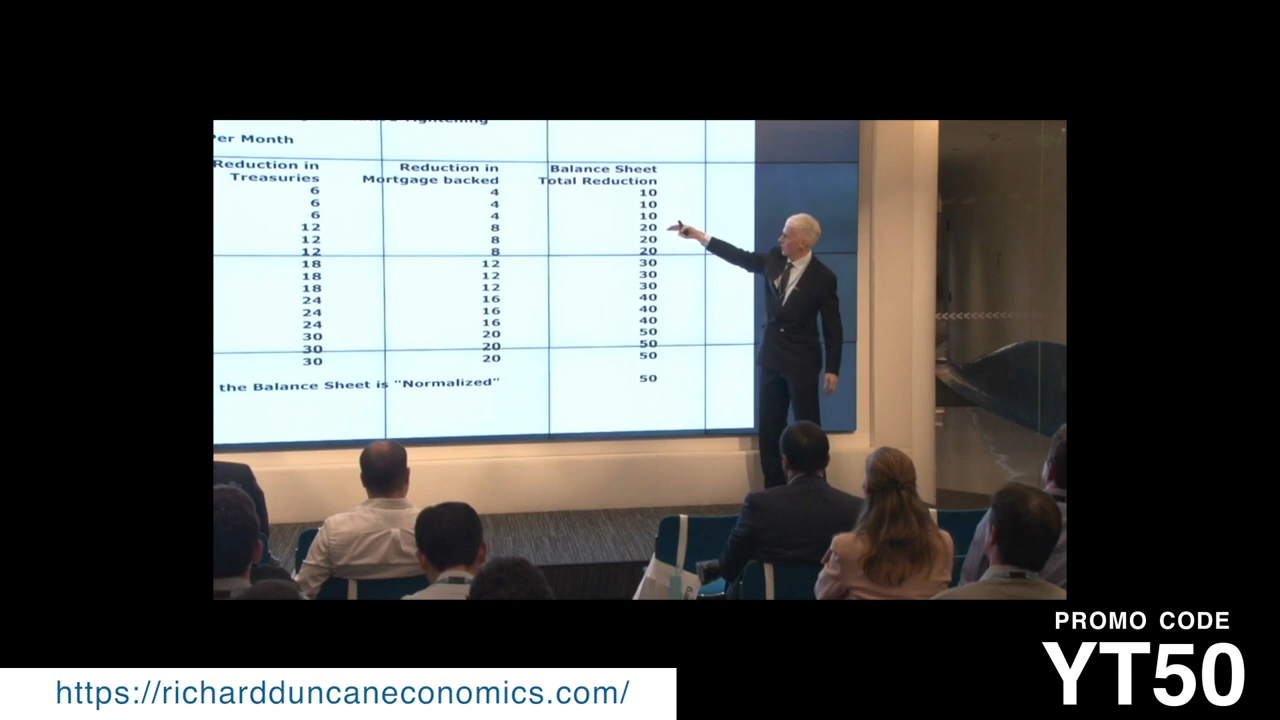 Tightening
Per Month
Reduction in Reduction in Balance Sheet
Treasuries Mortgage backed Total Reduction
6 4 10
6 4 10
6 4 10
12 8 20
12 8 20
12 8 20
18 12 30
18 12 30
18 12 30
24 16 40
24 16 40
24 16 40
30 20 50
30 20 50
30 20 50
the Balance Sheet is "Normalized" 50
PROMO CODE
YT50
https://richardduncaneconomics.com/